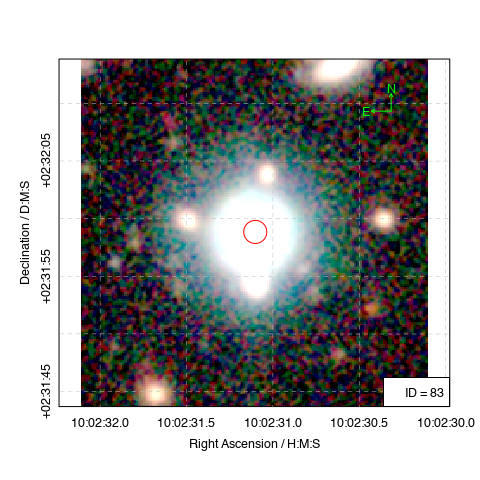 N
E
Declination / D:M:S
+02:32:05
+02:31:55
+02:31:45
ID = 83
10:02:32.0 10:02:31.5 10:02:31.0 10:02:30.5 10:02:30.0
Right Ascension / H:M:S